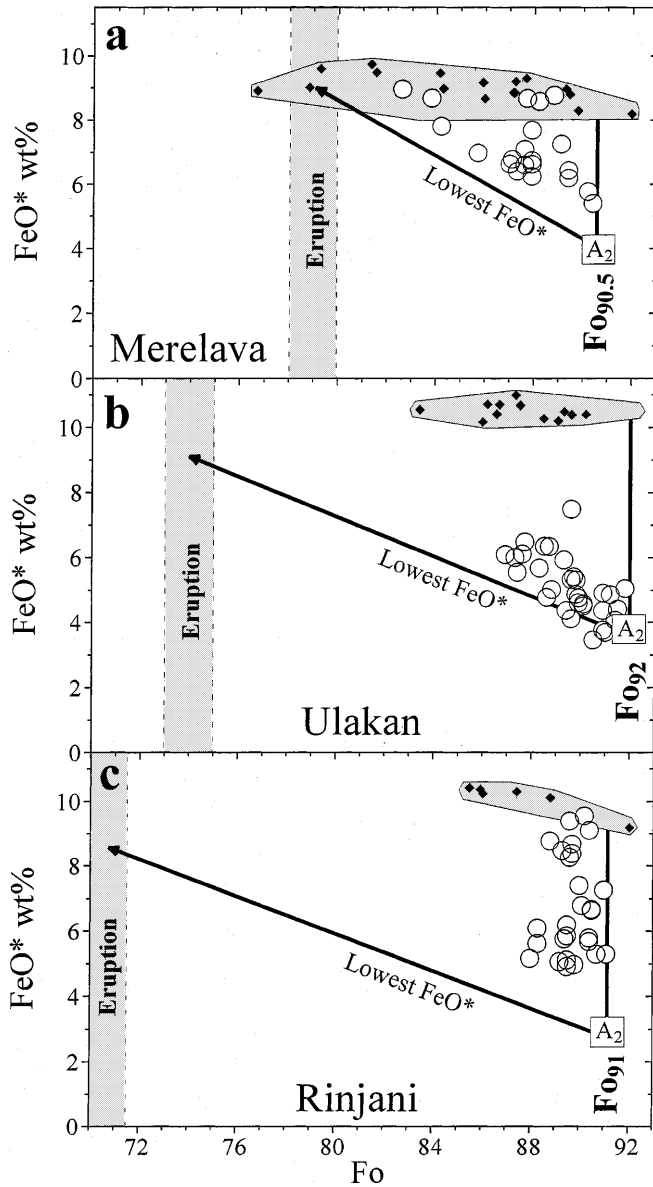 a
12
10
8
6
4
2
0
FeO* wt%
Eruption
Lowest FeO*
A₂
Fo₉₀.₅
Merelava
b
10
8
6
4
2
0
FeO* wt%
Eruption
Lowest FeO*
A₂
Fo₉₂
Ulakan
c
10
8
6
4
2
0
FeO* wt%
Eruption
Lowest FeO*
A₂
Fo₉₁
Rinjani
72 76 80 84 88 92
Fo